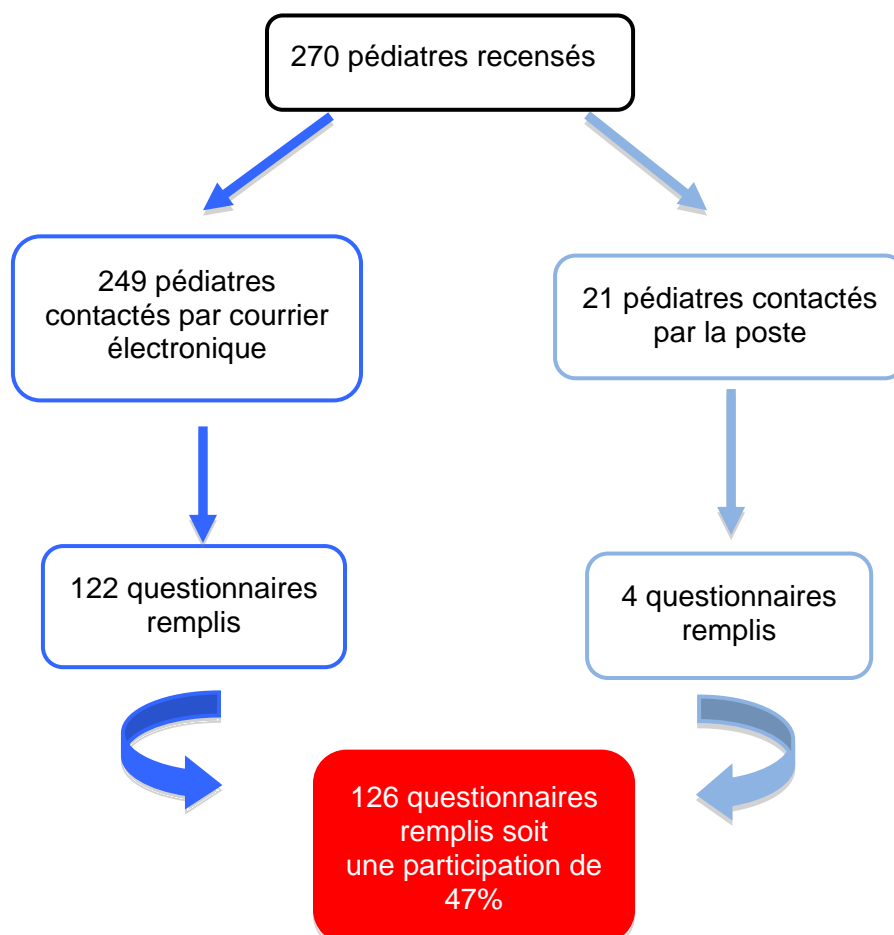 270 pédiatres recensés
249 pédiatres
contactés par courrier
électronique
21 pédiatres contactés
par la poste
122 questionnaires
remplis
4 questionnaires
remplis
126 questionnaires
remplis soit
une participation de
47%